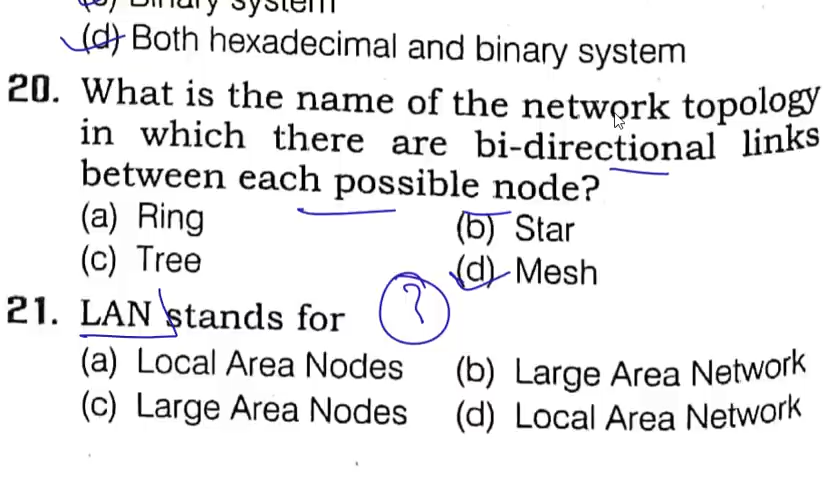 (c) Binary system
(d) Both hexadecimal and binary system
20. What is the name of the network topology
in which there are bi-directional links
between each possible node?
(a) Ring (b) Star
(c) Tree (d) Mesh
21. LAN stands for ?
(a) Local Area Nodes (b) Large Area Network
(c) Large Area Nodes (d) Local Area Network